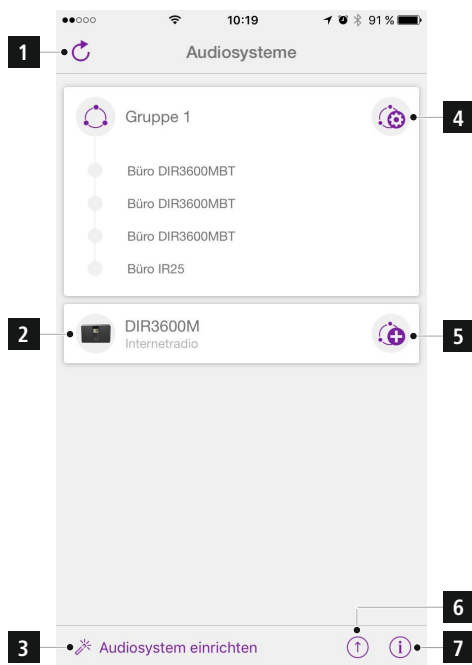 10:19
91 %
1
Audiosysteme
Gruppe 1
4
Büro DIR3600MBT
Büro DIR3600MBT
Büro DIR3600MBT
Büro IR25
2
DIR3600M
Internetradio
5
6
3
Audiosystem einrichten
7